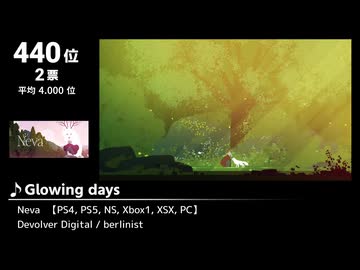 440位
2票
平均 4.000 位
Neva
♪Glowing days
Neva 【PS4, PS5, NS, Xbox1, XSX, PC】
Devolver Digital / berlinist